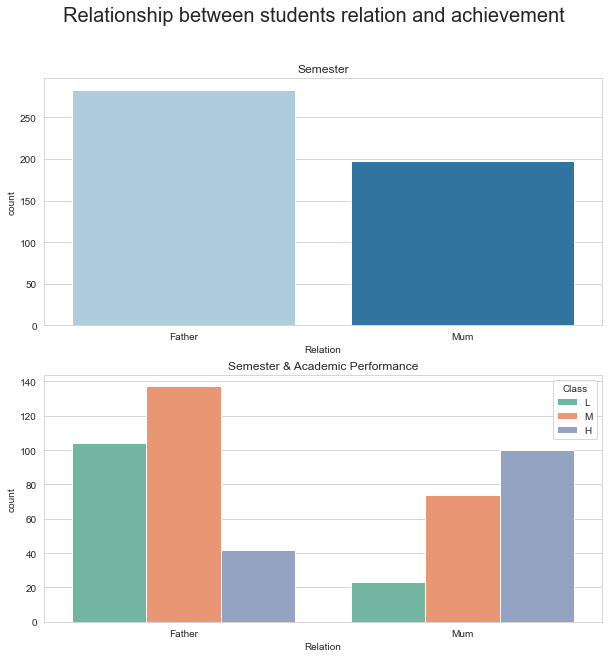 Relationship between students relation and achievement
Semester
250
200
150
100
50
0
count
Father
Mum
Relation
Semester & Academic Performance
140
120
100
80
60
40
20
0
count
Class
L
M
H
Father
Mum
Relation